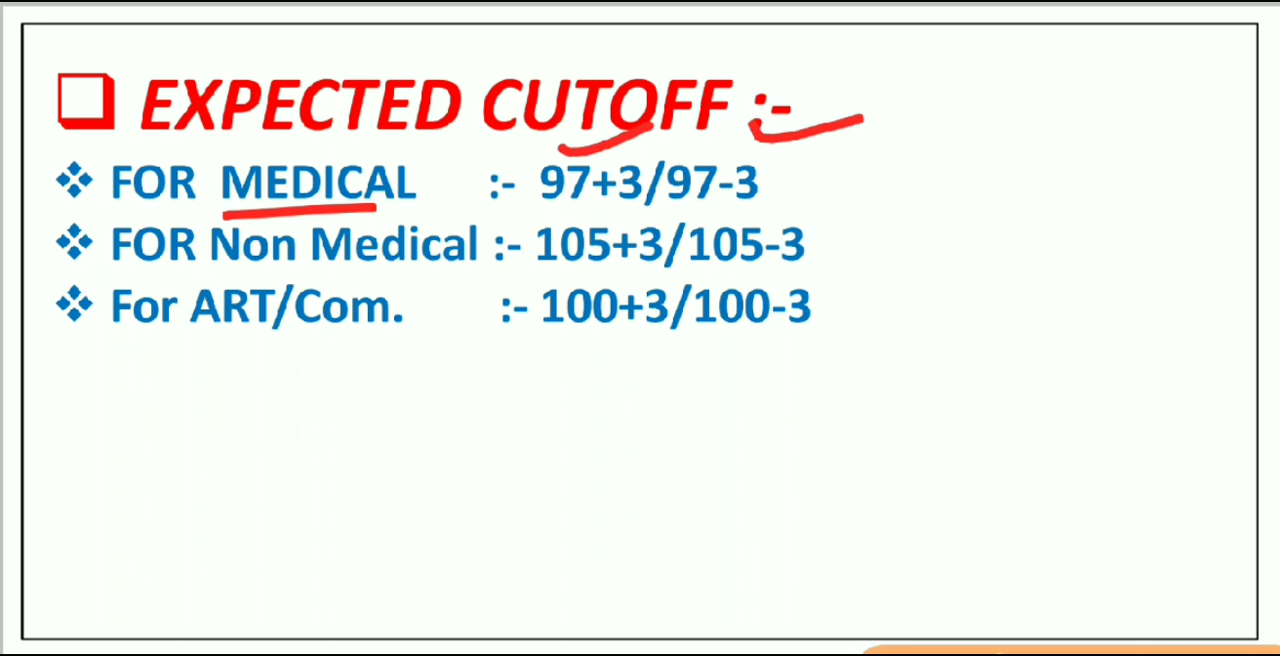 EXPECTED CUTOFF :-
FOR MEDICAL :- 97+3/97-3
FOR Non Medical :- 105+3/105-3
For ART/Com. :- 100+3/100-3